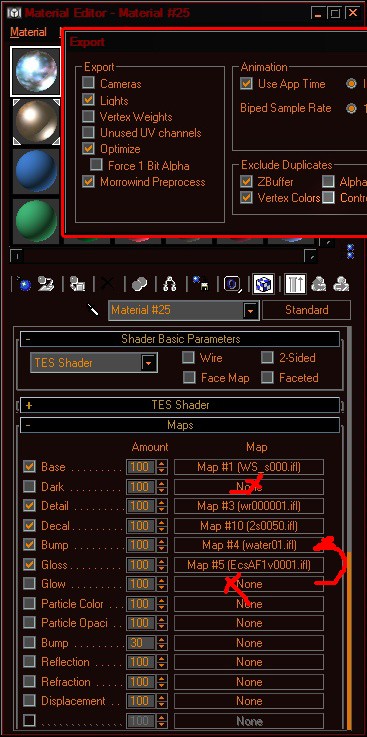 Material Editor - Material #25
Material
Export
Export
Cameras
Lights
Vertex Weights
Unused UV channels
Optimize
Force 1 Bit Alpha
Morrowind Preprocess
Animation
Use App Time
Biped Sample Rate
Exclude Duplicates
ZBuffer
Vertex Colors
Material #25 Standard
- Shader Basic Parameters
TES Shader
Wire 2-Sided
Face Map Faceted
+ TES Shader
- Maps
Amount Map
Base . . . . . . . . . 100 Map #1 (WS_s000.ifl)
Dark . . . . . . . . . 100 None
Detail . . . . . . . . 100 Map #3 (wr000001.ifl)
Decal . . . . . . . . 100 Map #10 (2s0050.ifl)
Bump . . . . . . . . 100 Map #4 (water01.ifl)
Gloss . . . . . . . . 100 Map #5 (EcsAF1v0001.ifl)
Glow . . . . . . . . . 100 None
Particle Color . . 100 None
Particle Opaci . . 100 None
Bump . . . . . . . . 30 None
Reflection . . . . 100 None
Refraction . . . . 100 None
Displacement . . 100 None
. . . . . . . . . . . . . 100 None